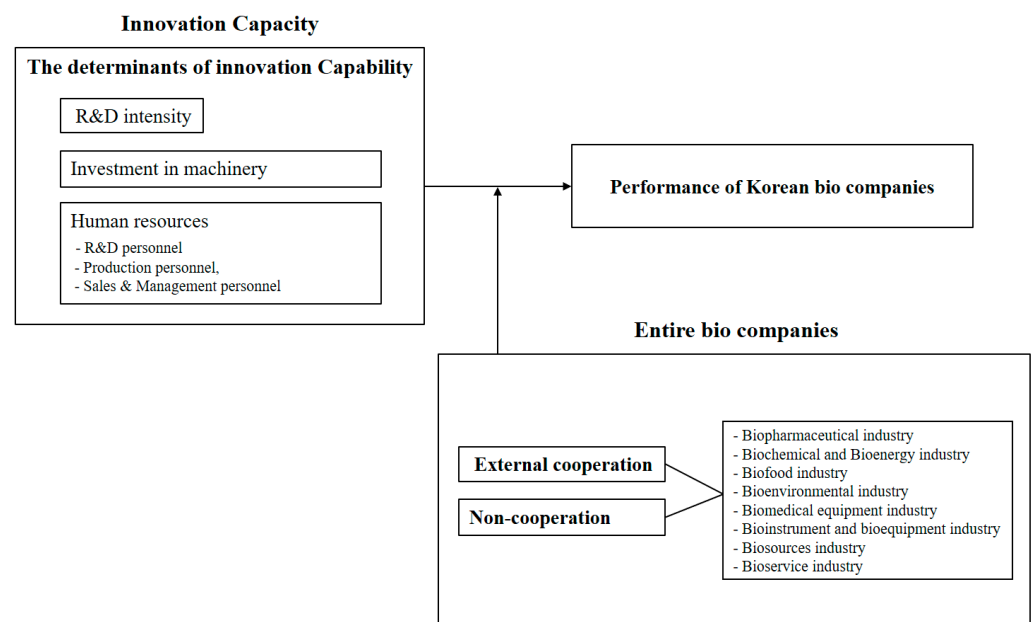 Innovation Capacity
The determinants of innovation Capability
R&D intensity
Investment in machinery
Human resources
- R&D personnel
- Production personnel,
- Sales & Management personnel
Performance of Korean bio companies
Entire bio companies
External cooperation
Non-cooperation
- Biopharmaceutical industry
- Biochemical and Bioenergy industry
- Biofood industry
- Bioenvironmental industry
- Biomedical equipment industry
- Bioinstrument and bioequipment industry
- Biosources industry
- Bioservice industry